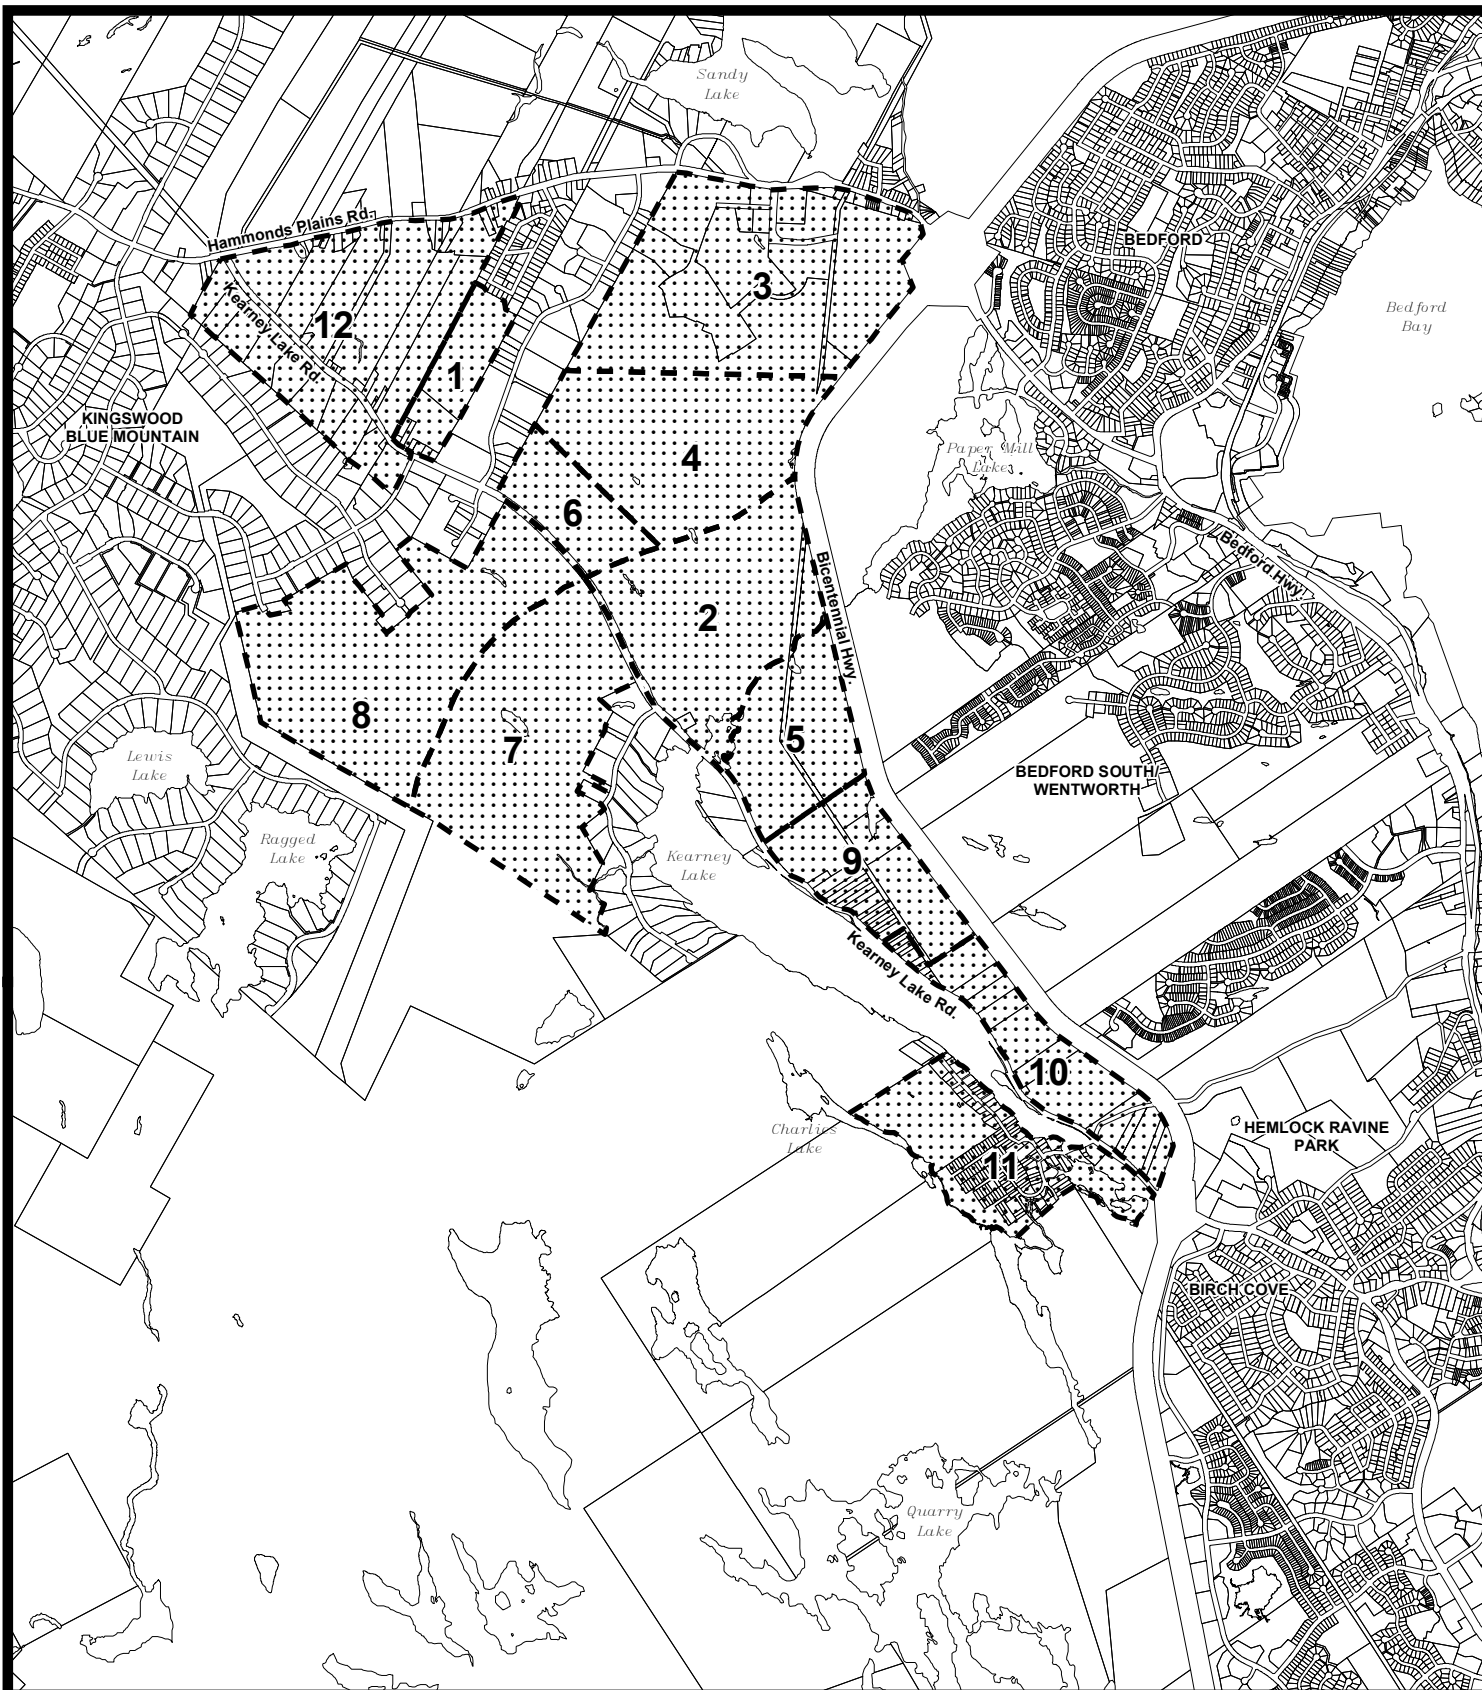 Sandy
Lake
Hammonds Plains Rd.
BEDFORD
3
Kearney Lake Rd.
12
Bedford
Bay
1
KINGSWOOD
BLUE MOUNTAIN
4
Paper Mill
Lake
6
Bedford Hwy.
Bicentennial Hwy.
2
8
5
7
Lewis
Lake
BEDFORD SOUTH/
WENTWORTH
Ragged
Lake
Kearney
Lake
9
Kearney Lake Rd.
10
Charlies
Lake
HEMLOCK RAVINE
PARK
11
BIRCH COVE
Quarry
Lake